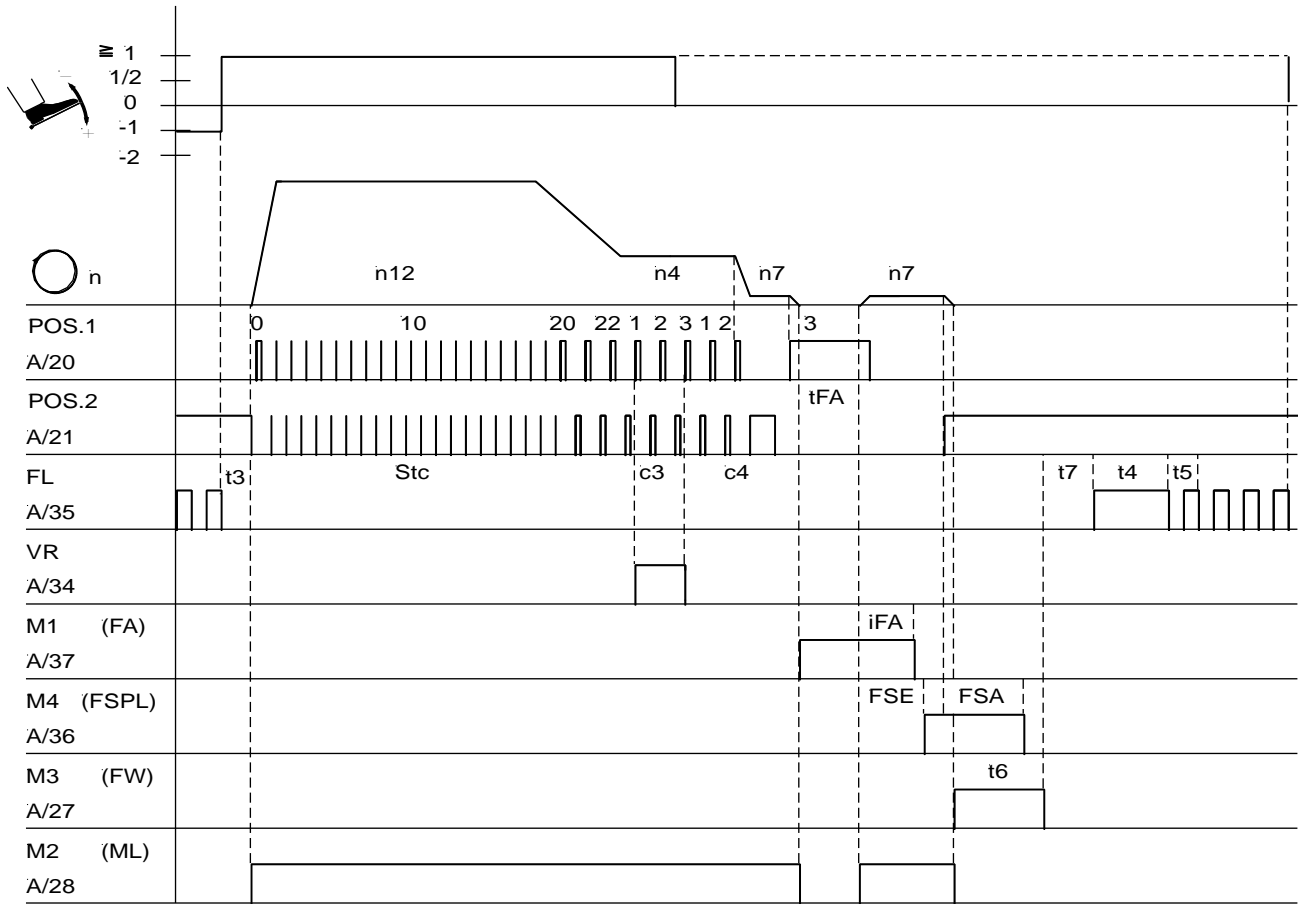 ≧ 1
1/2
0
-1
-2
−
+
n
n12 n4 n7 n7
POS.1 0 10 20 22 1 2 3 1 2 3
A/20
POS.2 tFA
A/21
FL t3 Stc c3 c4 t7 t4 t5
A/35
VR
A/34
M1 (FA) iFA
A/37
M4 (FSPL) FSE FSA
A/36
M3 (FW) t6
A/27
M2 (ML)
A/28